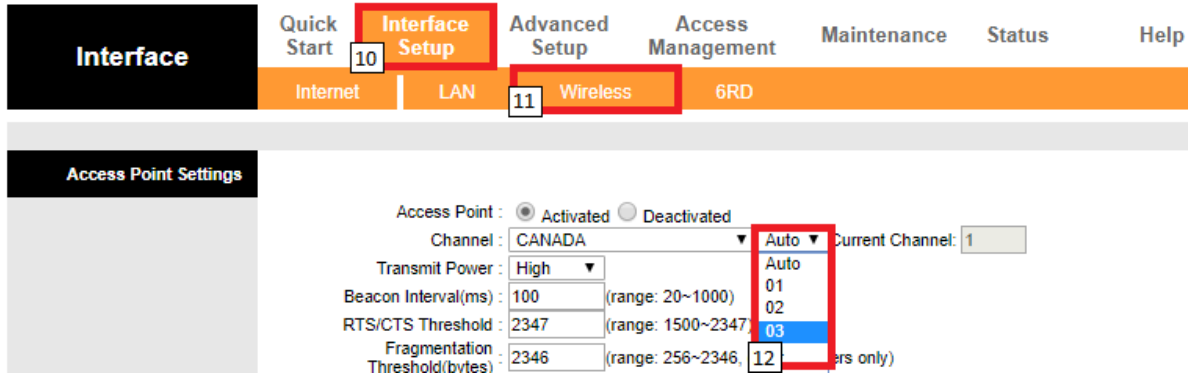 Interface
Quick Start
Interface Setup
Advanced Setup
Access Management
Maintenance
Status
Help
10
Internet
LAN
11
Wireless
6RD
Access Point Settings
Access Point : Activated Deactivated
Channel : CANADA Auto Current Channel: 1
Auto
Transmit Power : High
01
Beacon Interval(ms) : 100 (range: 20~1000)
02
RTS/CTS Threshold : 2347 (range: 1500~2347)
03
Fragmentation Threshold(bytes) : 2346 (range: 256~2346, 12 only)